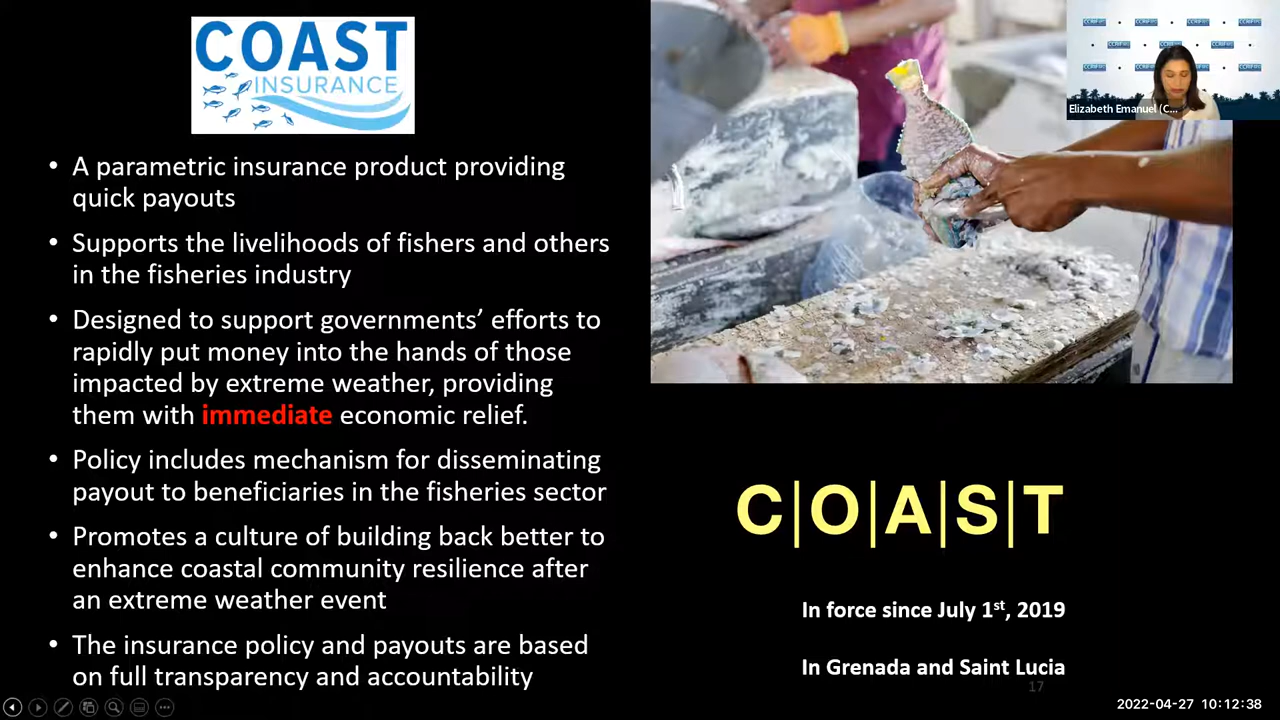 COAST
INSURANCE
• A parametric insurance product providing
quick payouts
• Supports the livelihoods of fishers and others
in the fisheries industry
• Designed to support governments’ efforts to
rapidly put money into the hands of those
impacted by extreme weather, providing
them with immediate economic relief.
• Policy includes mechanism for disseminating
payout to beneficiaries in the fisheries sector
• Promotes a culture of building back better to
enhance coastal community resilience after
an extreme weather event
• The insurance policy and payouts are based
on full transparency and accountability
Elizabeth Emanuel (C...
C|O|A|S|T
In force since July 1st, 2019
In Grenada and Saint Lucia
17
2022-04-27 10:12:38